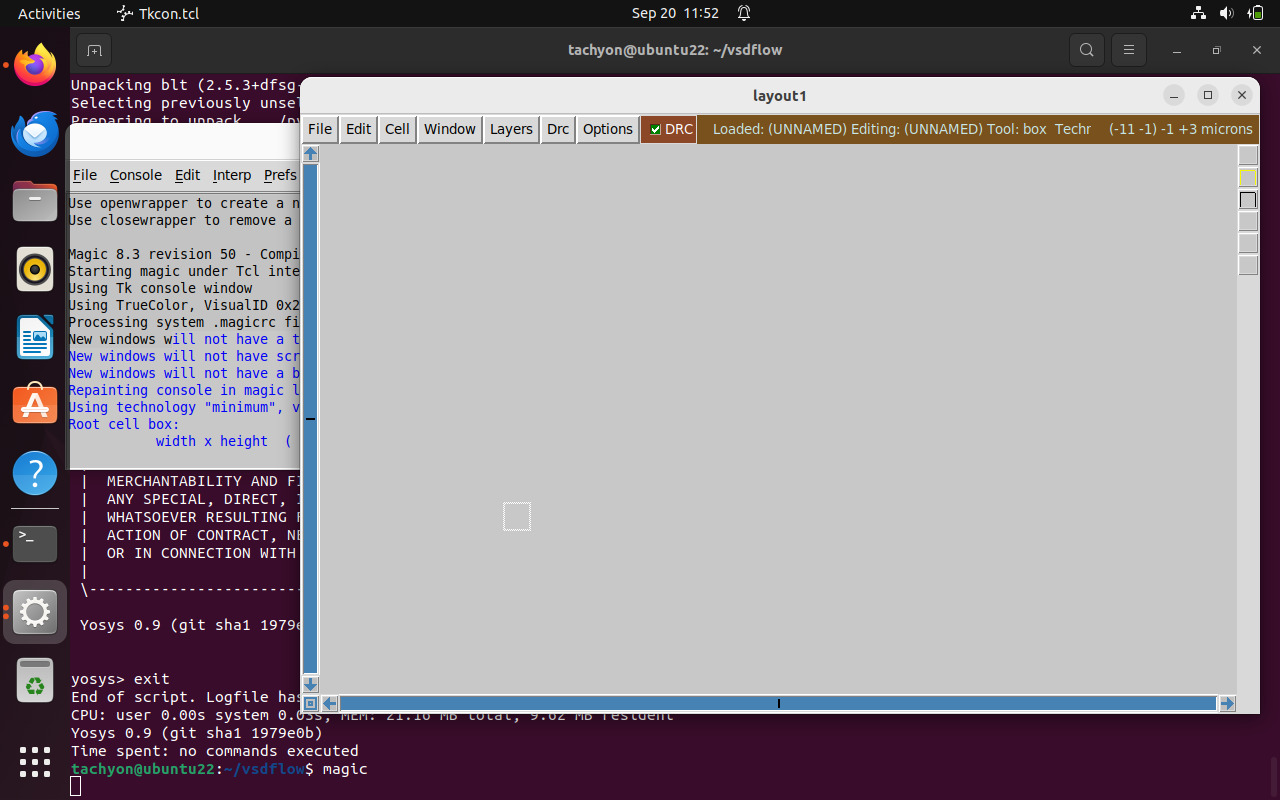 Activities
Tkcon.tcl
Sep 20 11:52
tachyon@ubuntu22: ~/vsdflow
Unpacking blt (2.5.3+dfsg-
Selecting previously unsel
Preparing to unpack
layout1
File Edit Cell Window Layers Drc Options DRC Loaded: (UNNAMED) Editing: (UNNAMED) Tool: box Techr (-11 -1) -1 +3 microns
File Console Edit Interp Prefs
Use openwrapper to create a n
Use closewrapper to remove a
Magic 8.3 revision 50 - Compi
Starting magic under Tcl inte
Using Tk console window
Using TrueColor, VisualID 0x2
Processing system .magicrc fi
New windows will not have a t
New windows will not have scr
New windows will not have a b
Repainting console in magic l
Using technology "minimum", v
Root cell box:
width x height (
| MERCHANTABILITY AND FI
| ANY SPECIAL, DIRECT, I
| WHATSOEVER RESULTING F
| ACTION OF CONTRACT, NE
| OR IN CONNECTION WITH
|
\--------------------------
Yosys 0.9 (git sha1 1979e
yosys> exit
End of script. Logfile has
CPU: user 0.00s system 0.03s, MEM: 21.16 MB total, 9.62 MB resident
Yosys 0.9 (git sha1 1979e0b)
Time spent: no commands executed
tachyon@ubuntu22:~/vsdflow$ magic